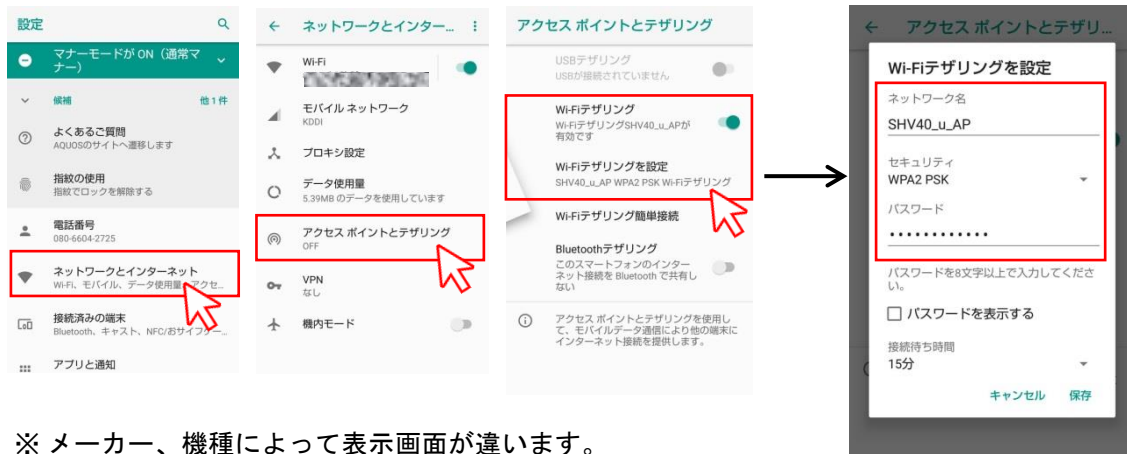 設定
マナーモードが ON（通常マ
ナー）
候補 他1件
よくあるご質問
AQUOSのサイトへ遷移します
指紋の使用
指紋でロックを解除する
電話番号
080-6604-2725
ネットワークとインターネット
Wi-Fi、モバイル、データ使用量、アクセ...
接続済みの端末
Bluetooth、キャスト、NFC/おサイフケー...
アプリと通知
ネットワークとインター...
Wi-Fi
モバイル ネットワーク
KDDI
プロキシ設定
データ使用量
5.39MB のデータを使用しています
アクセス ポイントとテザリング
OFF
VPN
なし
機内モード
アクセス ポイントとテザリング
USBテザリング
USBが接続されていません
Wi-Fiテザリング
Wi-FiテザリングSHV40_u_APが
有効です
Wi-Fiテザリングを設定
SHV40_u_AP WPA2 PSK Wi-Fiテザリング
Wi-Fiテザリング簡単接続
Bluetoothテザリング
このスマートフォンのインター
ネット接続を Bluetooth で共有し
ない
アクセス ポイントとテザリングを使用し
て、モバイルデータ通信により他の端末に
インターネット接続を提供します。
アクセス ポイントとテザリ...
Wi-Fiテザリングを設定
ネットワーク名
SHV40_u_AP
セキュリティ
WPA2 PSK
パスワード
••••••••••••
パスワードを8文字以上で入力してくださ
い。
パスワードを表示する
接続待ち時間
15分
キャンセル 保存
※ メーカー、機種によって表示画面が違います。